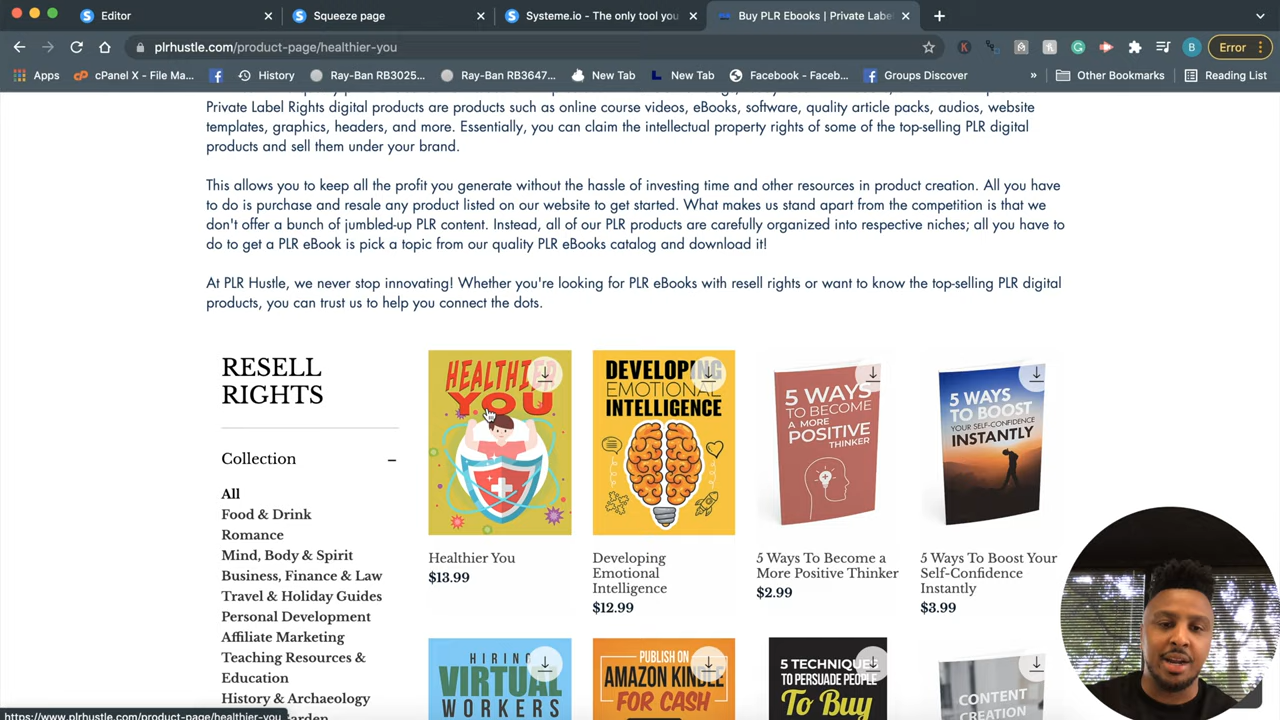 Editor
Squeeze page
Systeme.io - The only tool you
Buy PLR Ebooks | Private Labe
plrhustle.com/product-page/healthier-you
B
Error
Apps
cPanel X - File Ma...
History
Ray-Ban RB3025...
Ray-Ban RB3647...
New Tab
New Tab
Facebook - Faceb...
Groups Discover
»
Other Bookmarks
Reading List
Private Label Rights digital products are products such as online course videos, eBooks, software, quality article packs, audios, website
templates, graphics, headers, and more. Essentially, you can claim the intellectual property rights of some of the top-selling PLR digital
products and sell them under your brand.
This allows you to keep all the profit you generate without the hassle of investing time and other resources in product creation. All you have
to do is purchase and resale any product listed on our website to get started. What makes us stand apart from the competition is that we
don't offer a bunch of jumbled-up PLR content. Instead, all of our PLR products are carefully organized into respective niches; all you have to
do to get a PLR eBook is pick a topic from our quality PLR eBooks catalog and download it!
At PLR Hustle, we never stop innovating! Whether you're looking for PLR eBooks with resell rights or want to know the top-selling PLR digital
products, you can trust us to help you connect the dots.
RESELL
RIGHTS
Collection
All
Food & Drink
Romance
Mind, Body & Spirit
Business, Finance & Law
Travel & Holiday Guides
Personal Development
Affiliate Marketing
Teaching Resources &
Education
History & Archaeology
HEALTHIER
YOU
Healthier You
$13.99
DEVELOPING
EMOTIONAL
INTELLIGENCE
Developing
Emotional
Intelligence
$12.99
5 WAYS
TO BECOME
A MORE
POSITIVE
THINKER
5 Ways To Become a
More Positive Thinker
$2.99
5 WAYS
TO BOOST
YOUR SELF-CONFIDENCE
INSTANTLY
5 Ways To Boost Your
Self-Confidence
Instantly
$3.99
HIRING
VIRTUAL
WORKERS
PUBLISH ON
AMAZON KINDLE
FOR CASH
5 TECHNIQUES
TO PERSUADE PEOPLE
To Buy
CONTENT
CREATION
https://www.plrhustle.com/product-page/healthier-you